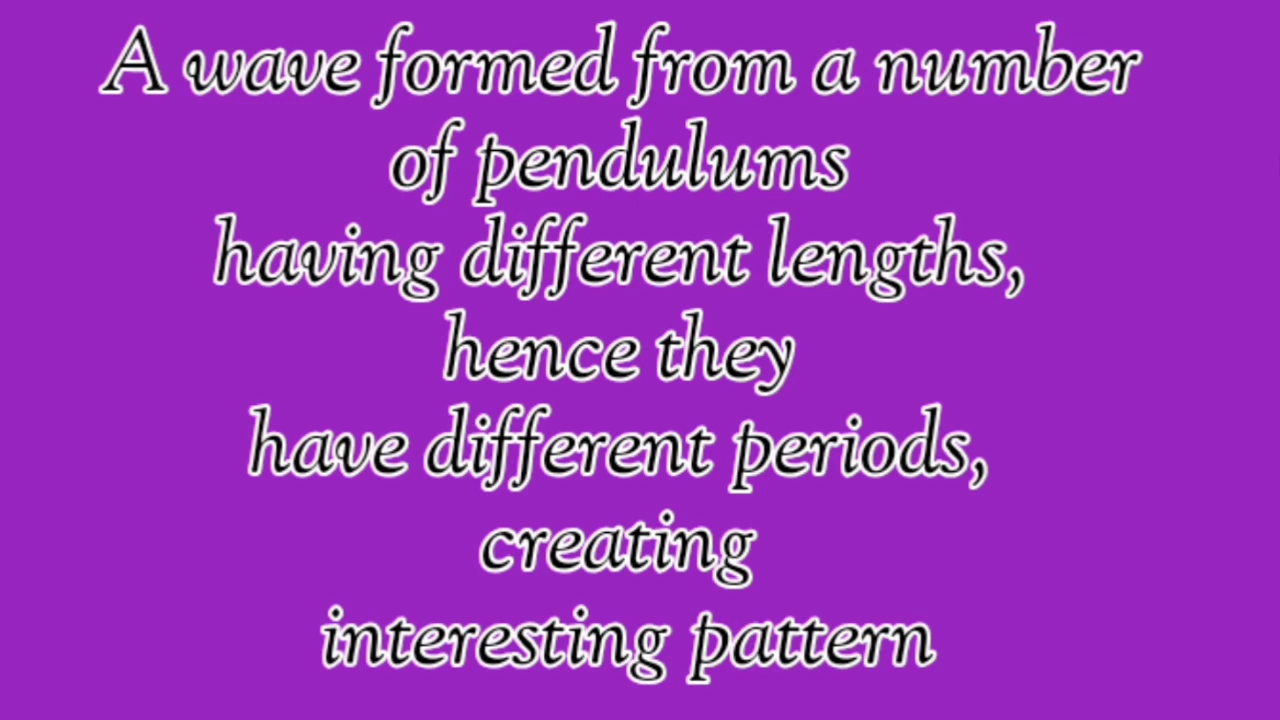 A wave formed from a number
of pendulums
having different lengths,
hence they
have different periods,
creating
interesting pattern